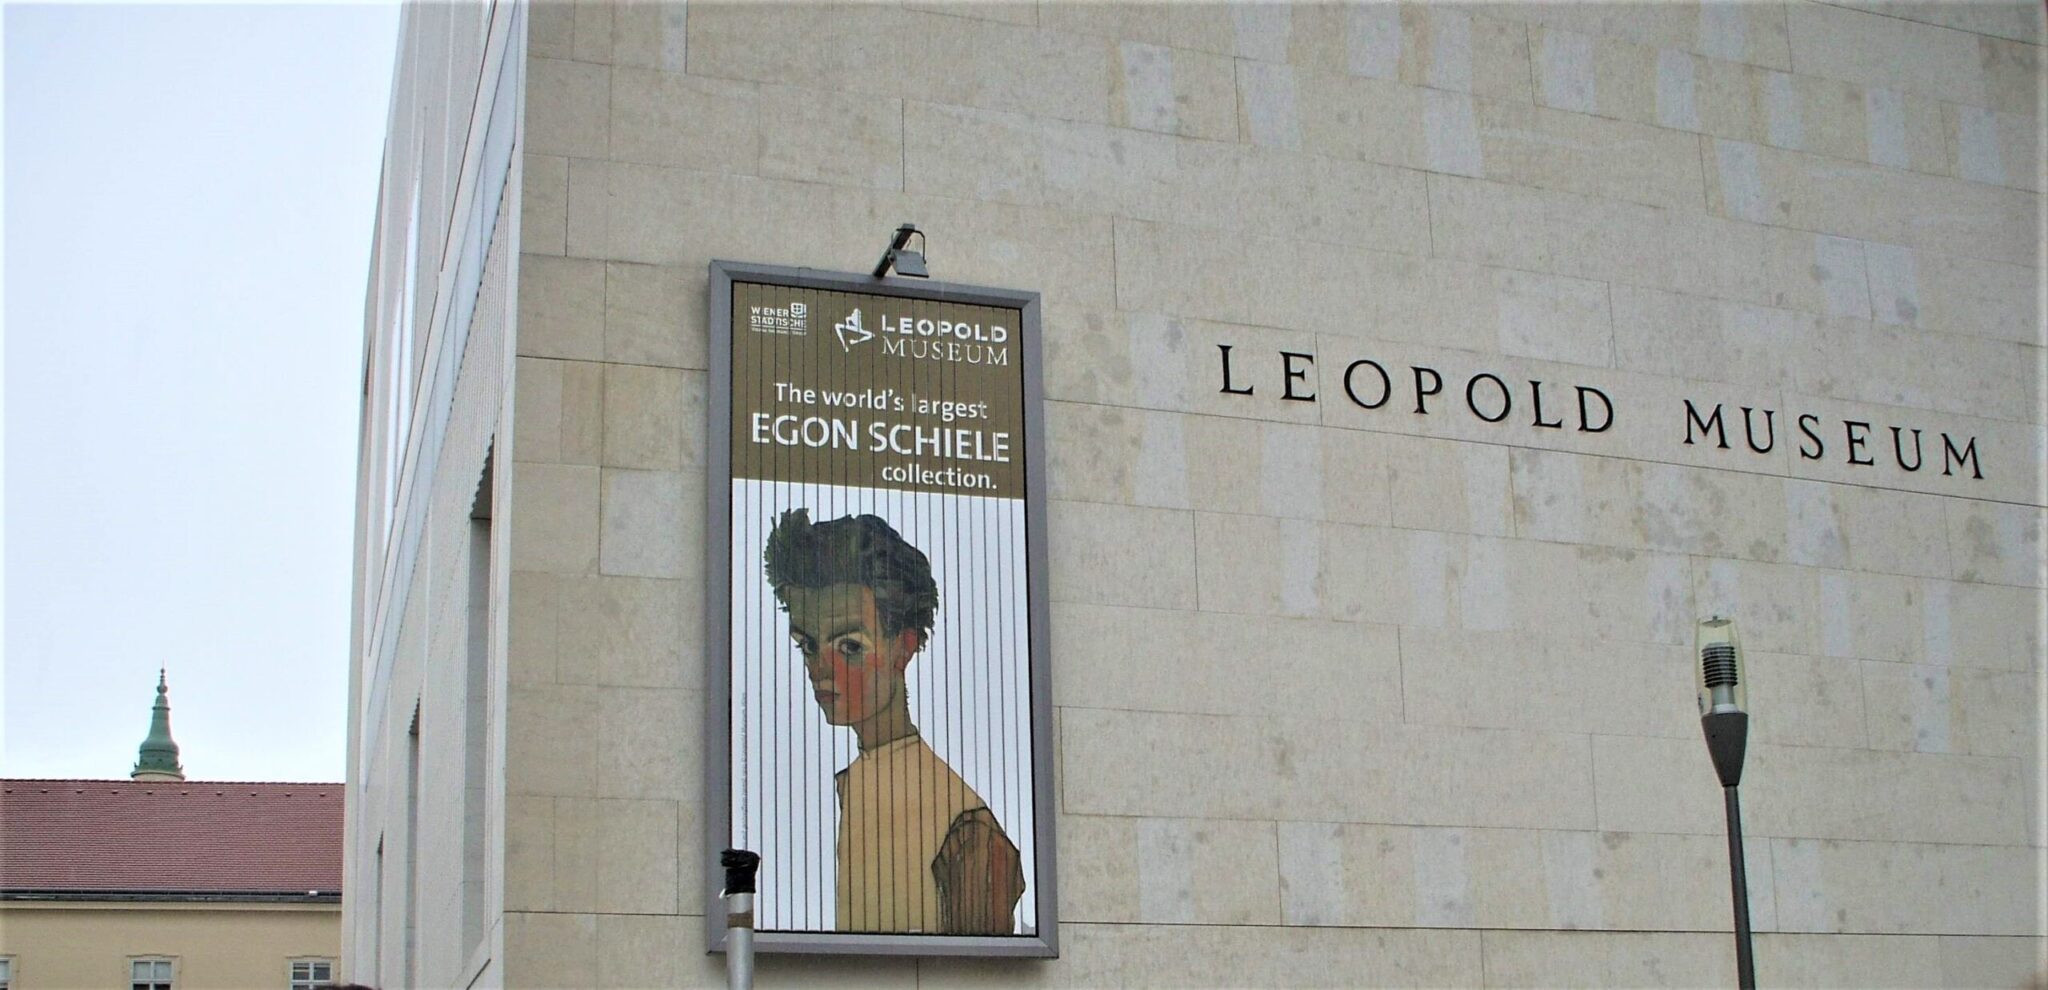 WIENER
STÄDTISCHE
LEOPOLD
MUSEUM
The world's largest
EGON SCHIELE
collection.
LEOPOLD MUSEUM